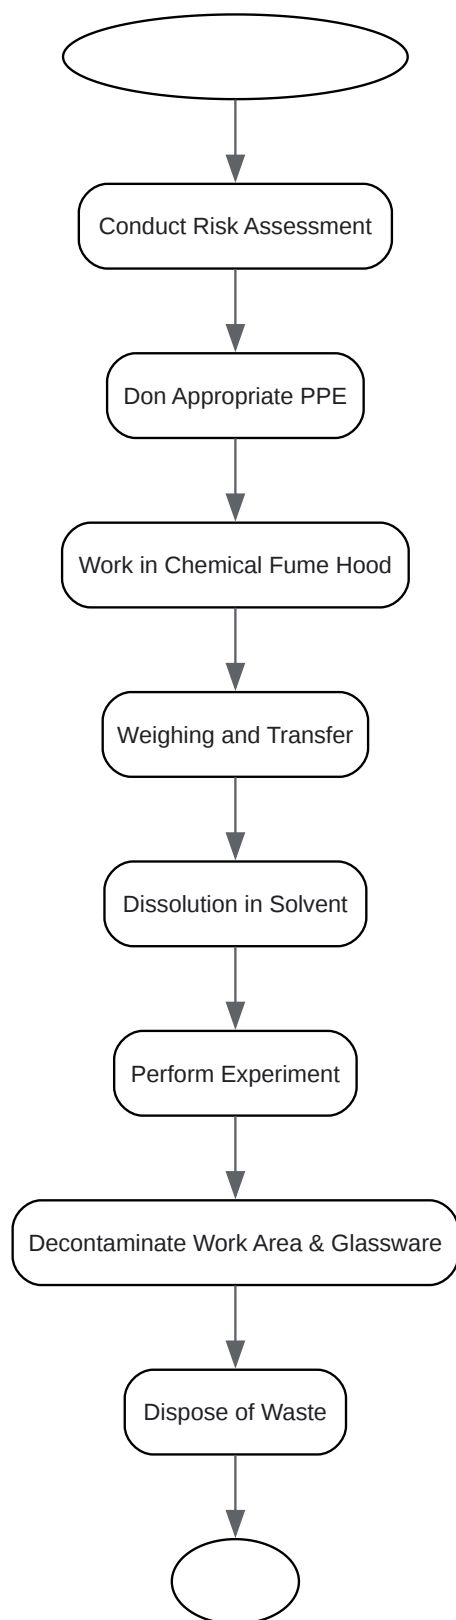 Conduct Risk Assessment
Don Appropriate PPE
Work in Chemical Fume Hood
Weighing and Transfer
Dissolution in Solvent
Perform Experiment
Decontaminate Work Area & Glassware
Dispose of Waste